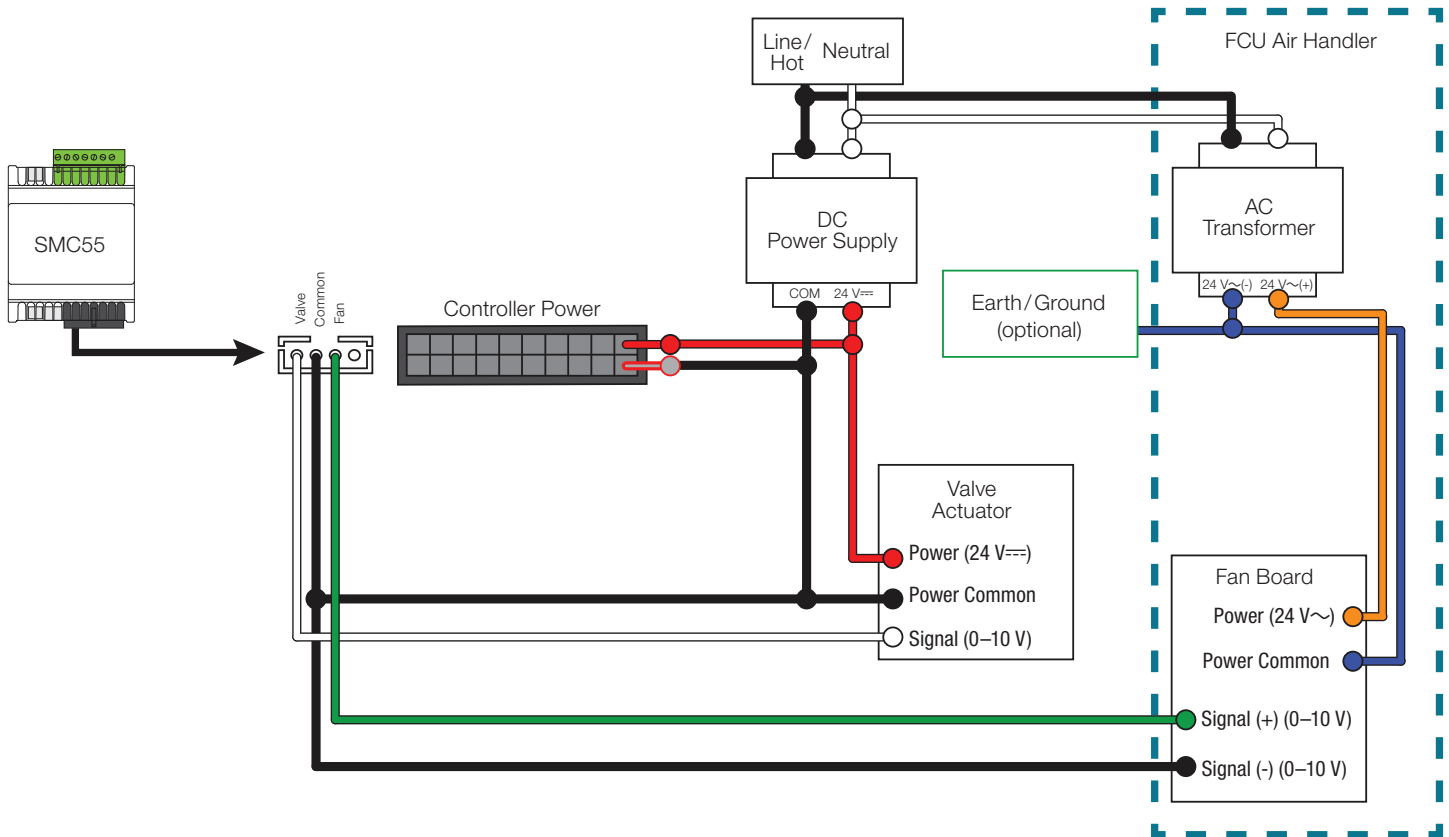 Line/
Hot
Neutral
FCU Air Handler
SMC55
DC
Power Supply
AC
Transformer
COM
24 V⎓
24 V～(-)
24 V～(+)
Valve
Common
Fan
Controller Power
Earth/Ground
(optional)
Valve
Actuator
Power (24 V⎓)
Power Common
Signal (0–10 V)
Fan Board
Power (24 V～)
Power Common
Signal (+) (0–10 V)
Signal (-) (0–10 V)